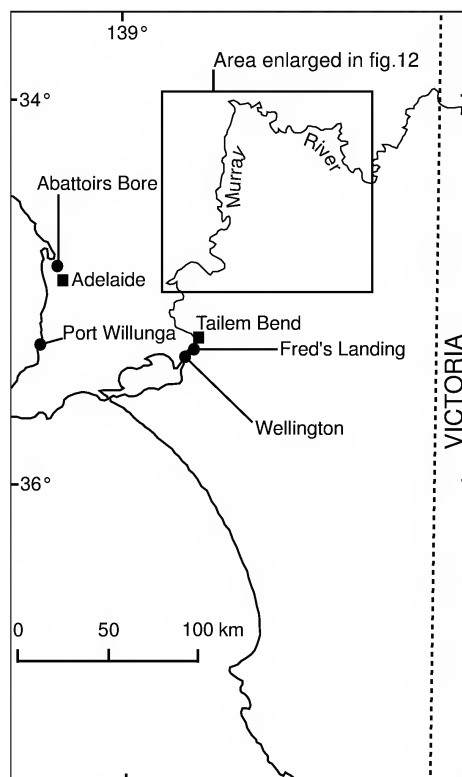 139°
Area enlarged in fig.12
34°
Murray
River
Abattoirs Bore
Adelaide
Port Willunga
Tailem Bend
Fred's Landing
Wellington
VICTORIA
36°
0 50 100 km